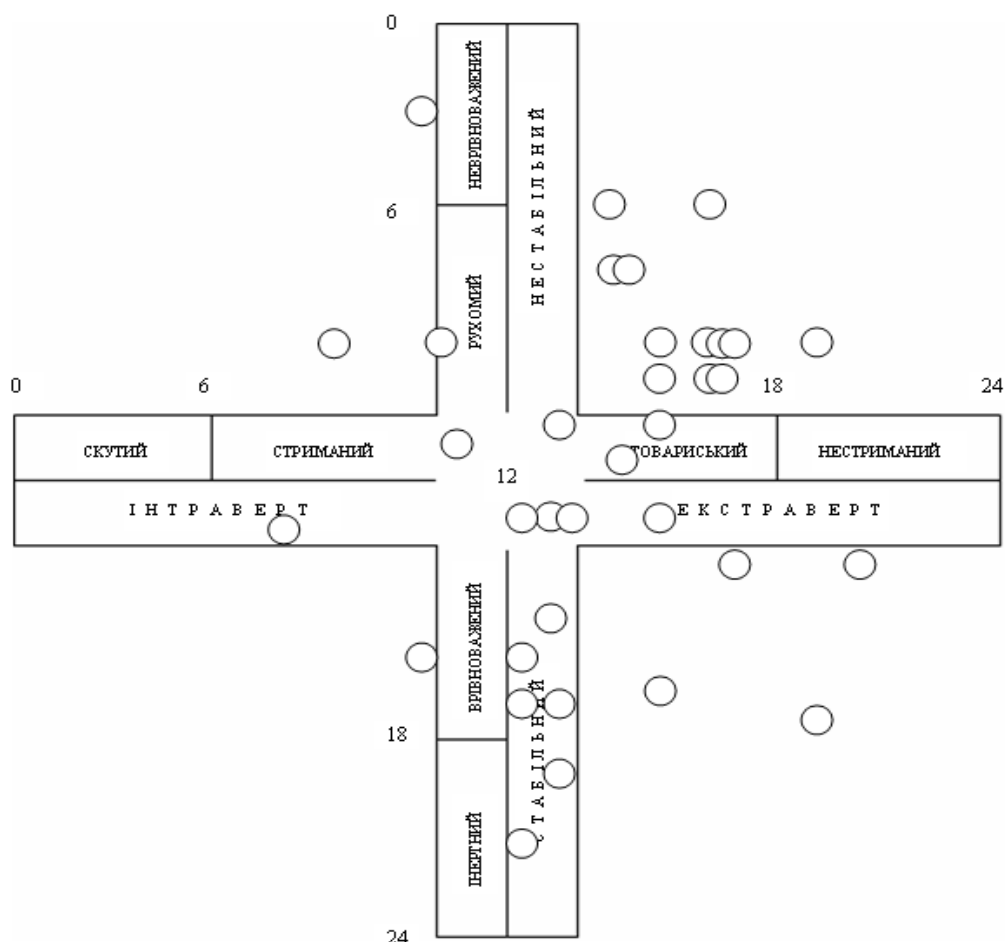 0
НЕВРІВНОВАЖЕНИЙ
НЕСТАБІЛЬНИЙ
6
РУХОМИЙ
0
6
18
24
СКУТИЙ
СТРИМАНИЙ
ТОВАРИСЬКИЙ
НЕСТРИМАНИЙ
12
ІНТРАВЕРТ
ЕКСТРАВЕРТ
ВРІВНОВАЖЕНИЙ
СТАБІЛЬНИЙ
18
ІНЕРТНИЙ
24